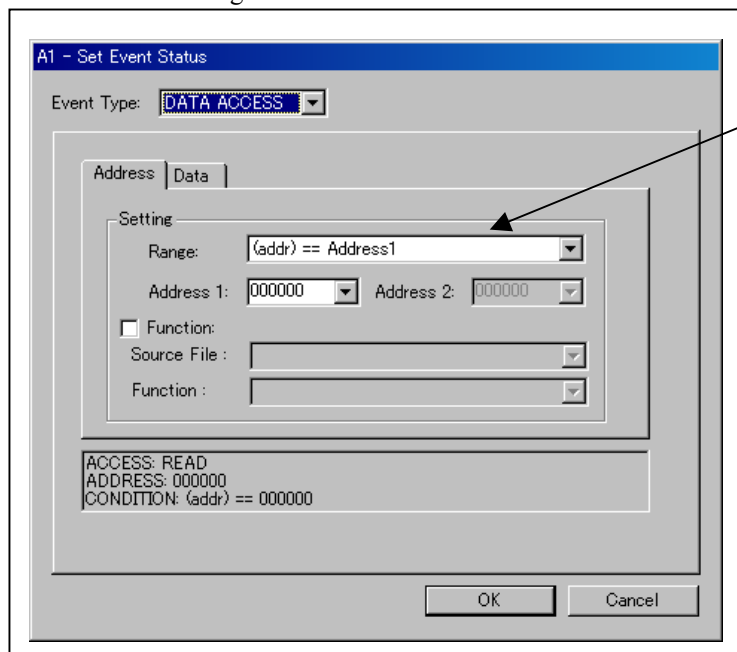 A1 - Set Event Status
Event Type: DATA ACCESS
Address Data
Setting
Range: (addr) == Address1
Address 1: 000000 Address 2: 000000
Function:
Source File :
Function :
ACCESS: READ
ADDRESS: 000000
CONDITION: (addr) == 000000
OK Cancel